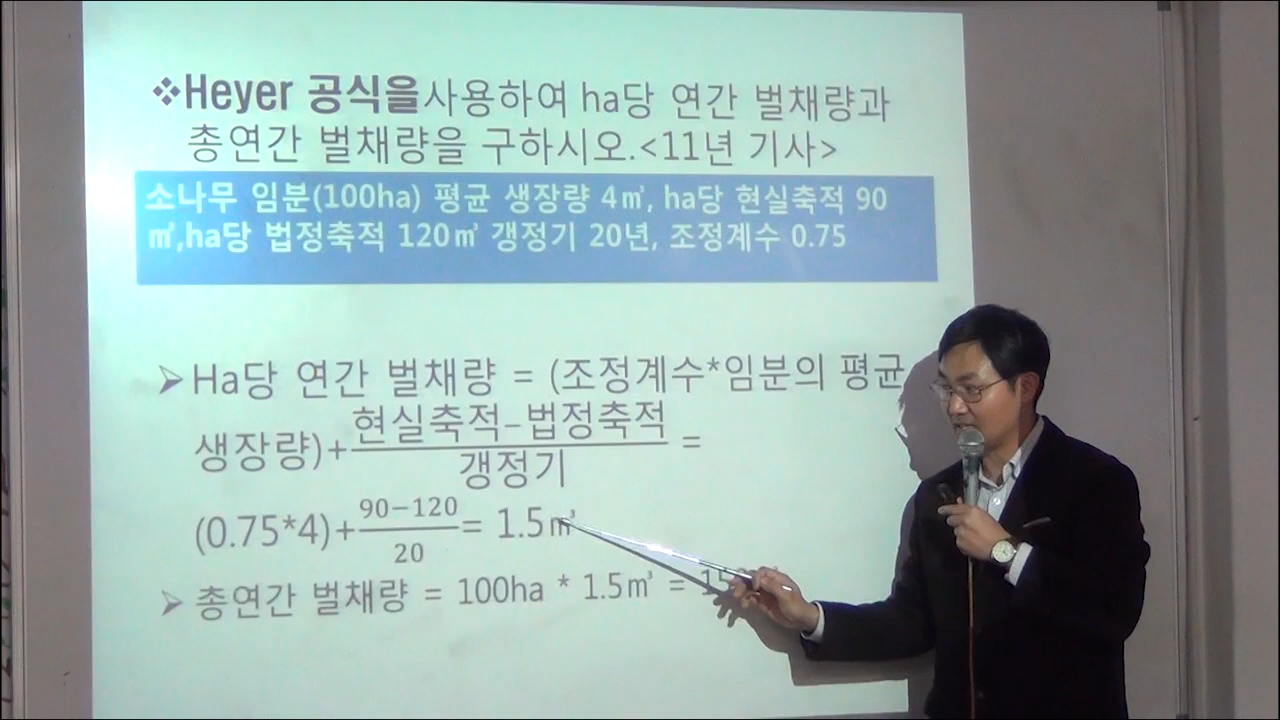 ❖Heyer 공식을사용하여 ha당 연간 벌채량과
총연간 벌채량을 구하시오.<11년 기사>
소나무 임분(100ha) 평균 생장량 4㎥, ha당 현실축적 90
㎥,ha당 법정축적 120㎥ 갱정기 20년, 조정계수 0.75
➢Ha당 연간 벌채량 = (조정계수*임분의 평균
생장량)+현실축적−법정축적/갱정기 =
(0.75*4)+90−120/20= 1.5㎥
➢총연간 벌채량 = 100ha * 1.5㎥ =